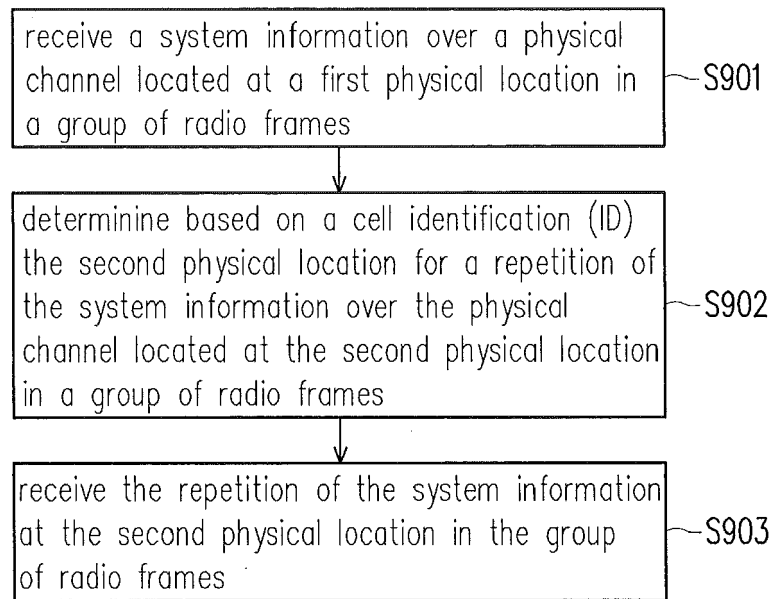 receive a system information over a physical
channel located at a first physical location in
a group of radio frames
S901
determinine based on a cell identification (ID)
the second physical location for a repetition of
the system information over the physical
channel located at the second physical location
in a group of radio frames
S902
receive the repetition of the system information
at the second physical location in the group
of radio frames
S903